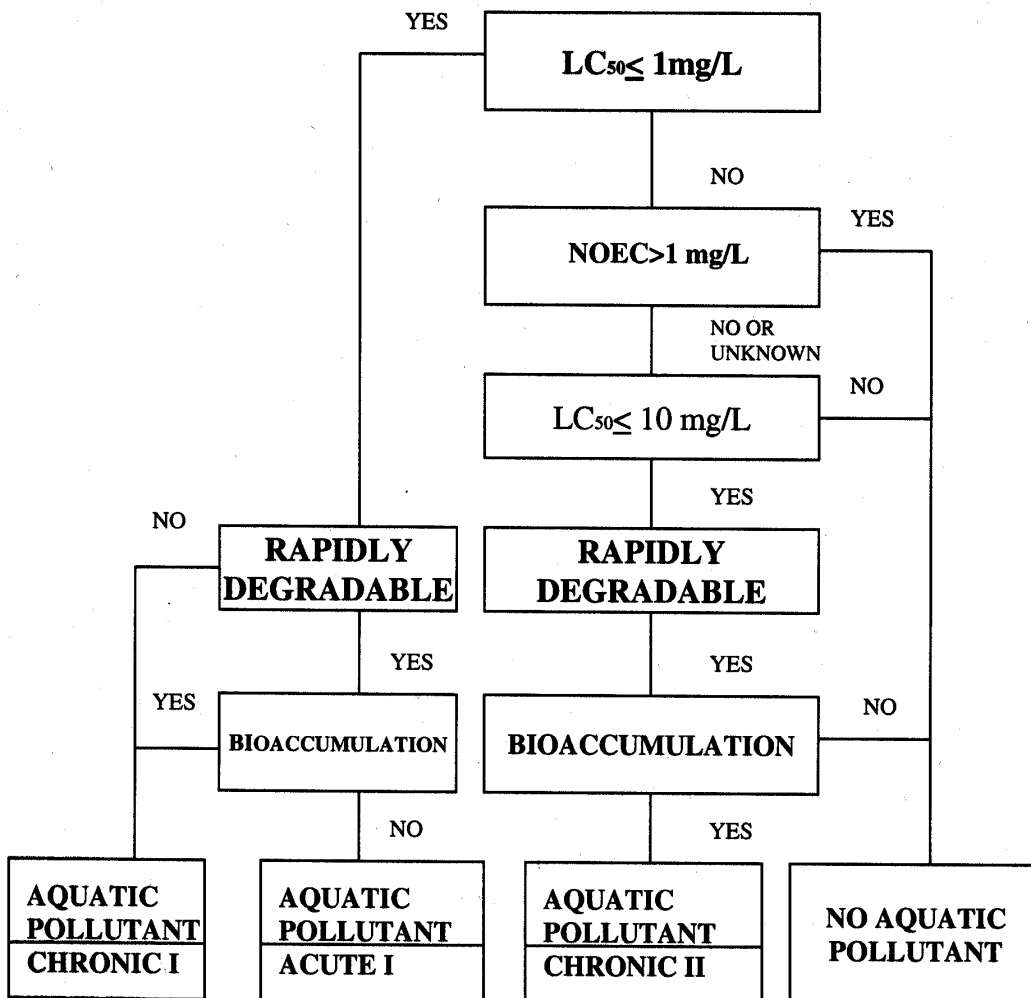 YES
LC50≤ 1mg/L
NO
YES
NOEC>1 mg/L
NO OR
UNKNOWN
NO
LC50≤ 10 mg/L
YES
NO
RAPIDLY
DEGRADABLE
RAPIDLY
DEGRADABLE
YES
YES
YES
NO
BIOACCUMULATION
BIOACCUMULATION
NO
YES
AQUATIC
POLLUTANT
CHRONIC I
AQUATIC
POLLUTANT
ACUTE I
AQUATIC
POLLUTANT
CHRONIC II
NO AQUATIC
POLLUTANT